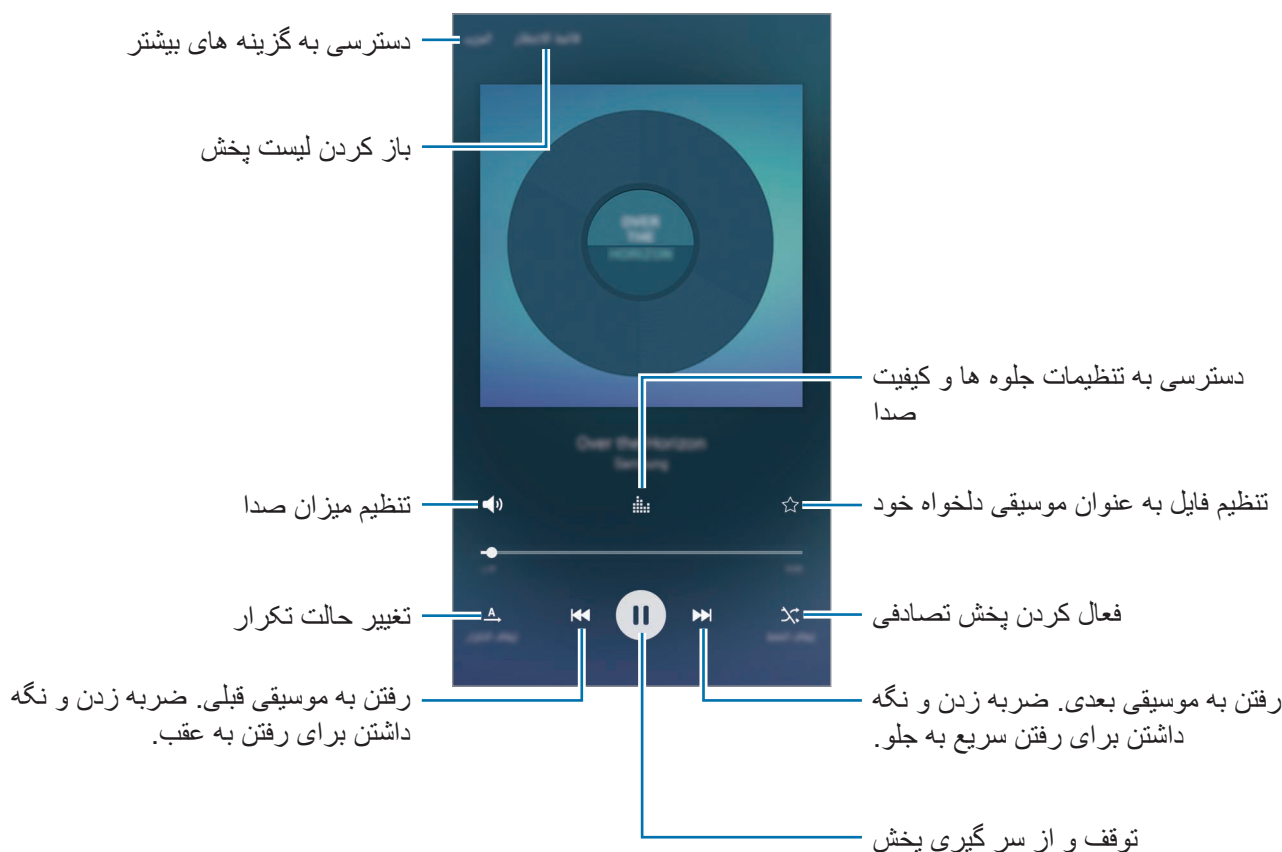 دسترسی به گزینه های بیشتر
باز کردن لیست پخش
OVER
THE
HORIZON
دسترسی به تنظیمات جلوه ها و کیفیت
صدا
Over the Horizon
Samsung
تنظیم میزان صدا
تنظیم فایل به عنوان موسیقی دلخواه خود
تغییر حالت تکرار
A
فعال کردن پخش تصادفی
رفتن به موسیقی قبلی. ضربه زدن و نگه
داشتن برای رفتن به عقب.
رفتن به موسیقی بعدی. ضربه زدن و نگه
داشتن برای رفتن سریع به جلو.
توقف و از سر گیری پخش